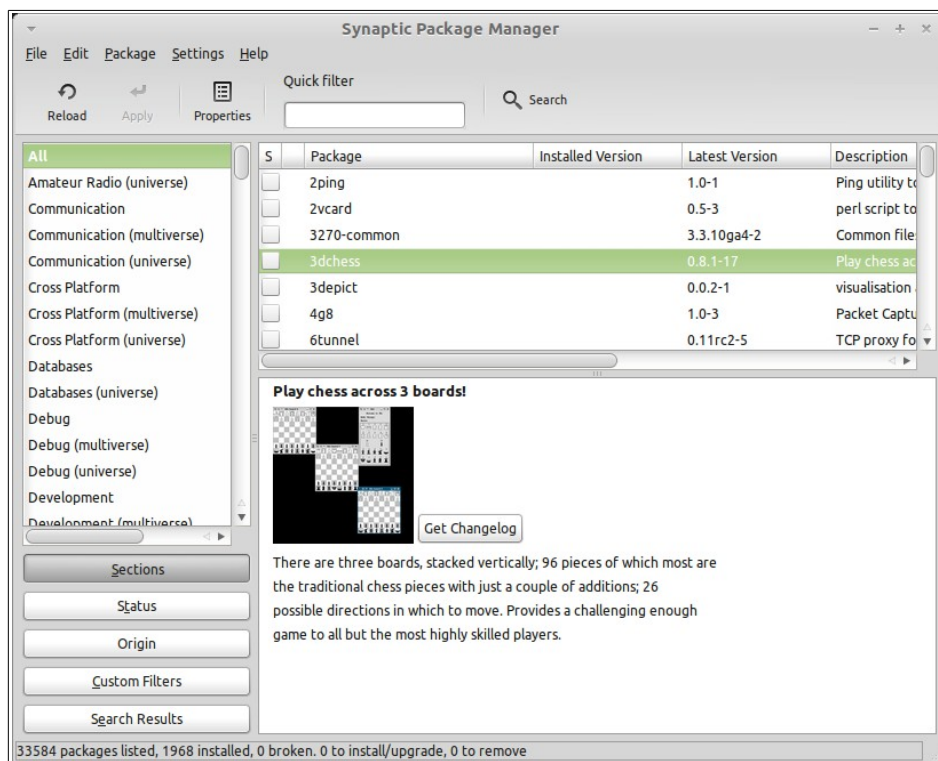 Synaptic Package Manager
File Edit Package Settings Help
Reload Apply Properties Quick filter Search
All
Amateur Radio (universe)
Communication
Communication (multiverse)
Communication (universe)
Cross Platform
Cross Platform (multiverse)
Cross Platform (universe)
Databases
Databases (universe)
Debug
Debug (multiverse)
Debug (universe)
Development
Development (multiverse)
Sections
Status
Origin
Custom Filters
Search Results
S Package Installed Version Latest Version Description
2ping 1.0-1 Ping utility to
2vcard 0.5-3 perl script to
3270-common 3.3.10ga4-2 Common file
3dchess 0.8.1-17 Play chess ac
3depict 0.0.2-1 visualisation
4g8 1.0-3 Packet Captu
6tunnel 0.11rc2-5 TCP proxy fo
Play chess across 3 boards!
Get Changelog
There are three boards, stacked vertically; 96 pieces of which most are
the traditional chess pieces with just a couple of additions; 26
possible directions in which to move. Provides a challenging enough
game to all but the most highly skilled players.
33584 packages listed, 1968 installed, 0 broken. 0 to install/upgrade, 0 to remove